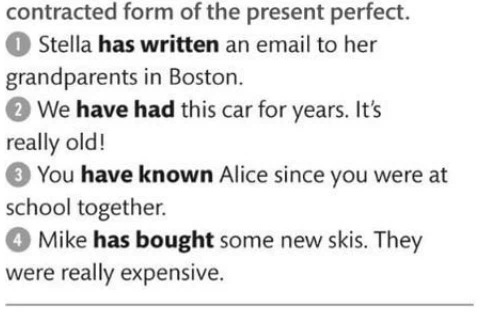 contracted form of the present perfect.
1 Stella has written an email to her
grandparents in Boston.
2 We have had this car for years. It's
really old!
3 You have known Alice since you were at
school together.
4 Mike has bought some new skis. They
were really expensive.